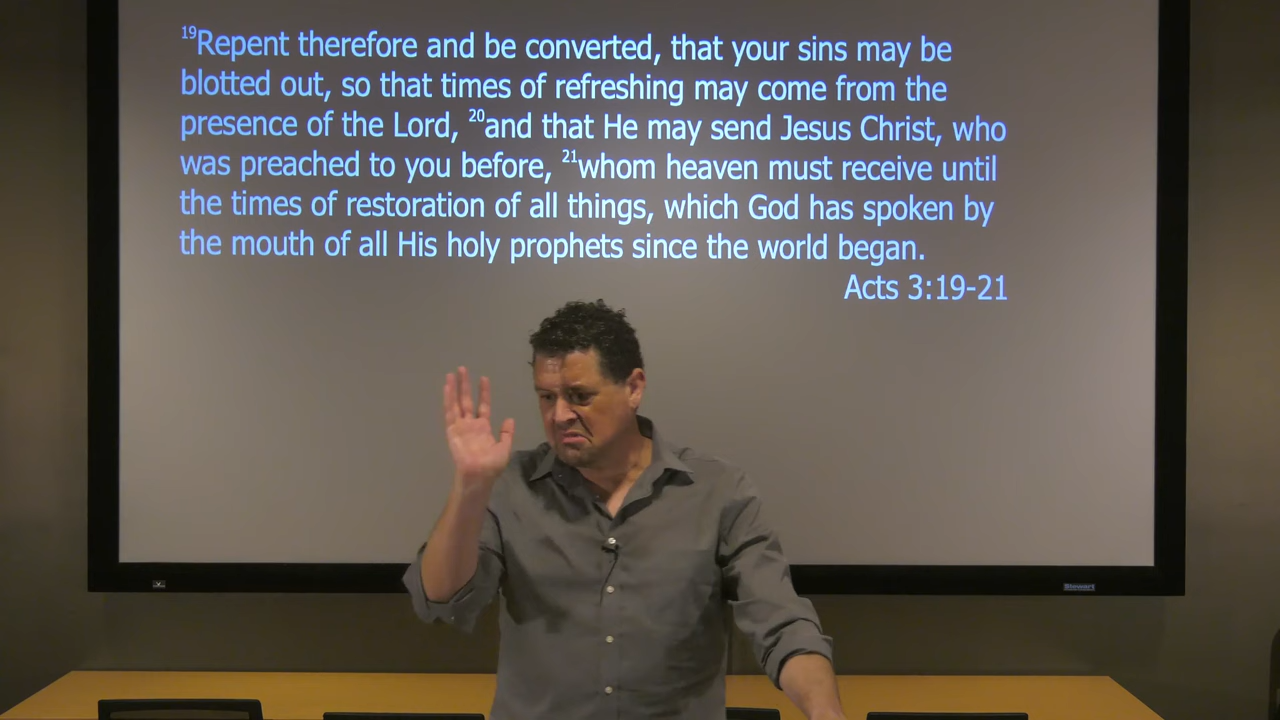 19Repent therefore and be converted, that your sins may be
blotted out, so that times of refreshing may come from the
presence of the Lord, 20and that He may send Jesus Christ, who
was preached to you before, 21whom heaven must receive until
the times of restoration of all things, which God has spoken by
the mouth of all His holy prophets since the world began.
Acts 3:19-21
Stewart